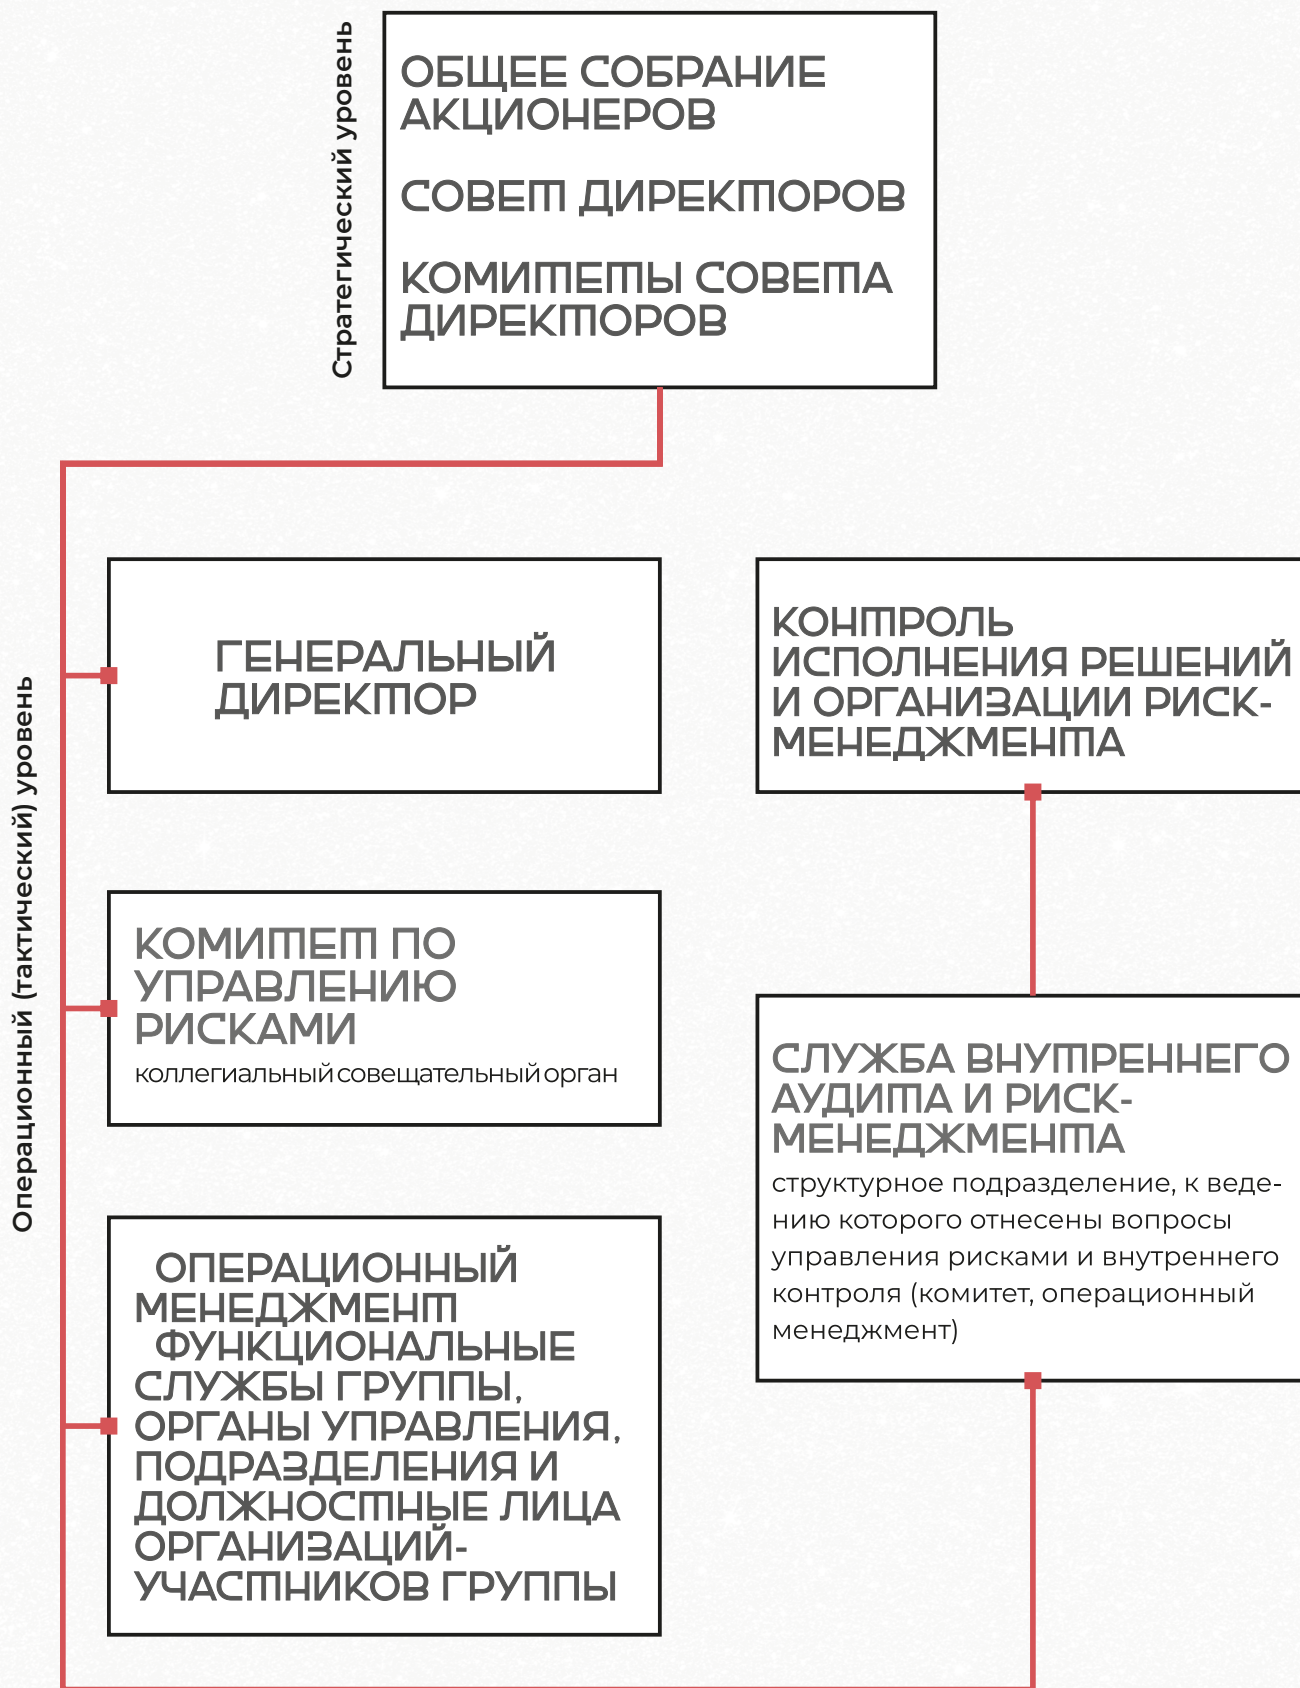 Стратегический уровень
ОБЩЕЕ СОБРАНИЕ
АКЦИОНЕРОВ
СОВЕТ ДИРЕКТОРОВ
КОМИТЕТЫ СОВЕТА
ДИРЕКТОРОВ
Операционный (тактический) уровень
ГЕНЕРАЛЬНЫЙ
ДИРЕКТОР
КОМИТЕТ ПО
УПРАВЛЕНИЮ
РИСКАМИ
коллегиальный совещательный орган
ОПЕРАЦИОННЫЙ
МЕНЕДЖМЕНТ
ФУНКЦИОНАЛЬНЫЕ
СЛУЖБЫ ГРУППЫ,
ОРГАНЫ УПРАВЛЕНИЯ,
ПОДРАЗДЕЛЕНИЯ И
ДОЛЖНОСТНЫЕ ЛИЦА
ОРГАНИЗАЦИЙ-
УЧАСТНИКОВ ГРУППЫ
КОНТРОЛЬ
ИСПОЛНЕНИЯ РЕШЕНИЙ
И ОРГАНИЗАЦИИ РИСК-
МЕНЕДЖМЕНТА
СЛУЖБА ВНУТРЕННЕГО
АУДИТА И РИСК-
МЕНЕДЖМЕНТА
структурное подразделение, к веде-
нию которого отнесены вопросы
управления рисками и внутреннего
контроля (комитет, операционный
менеджмент)